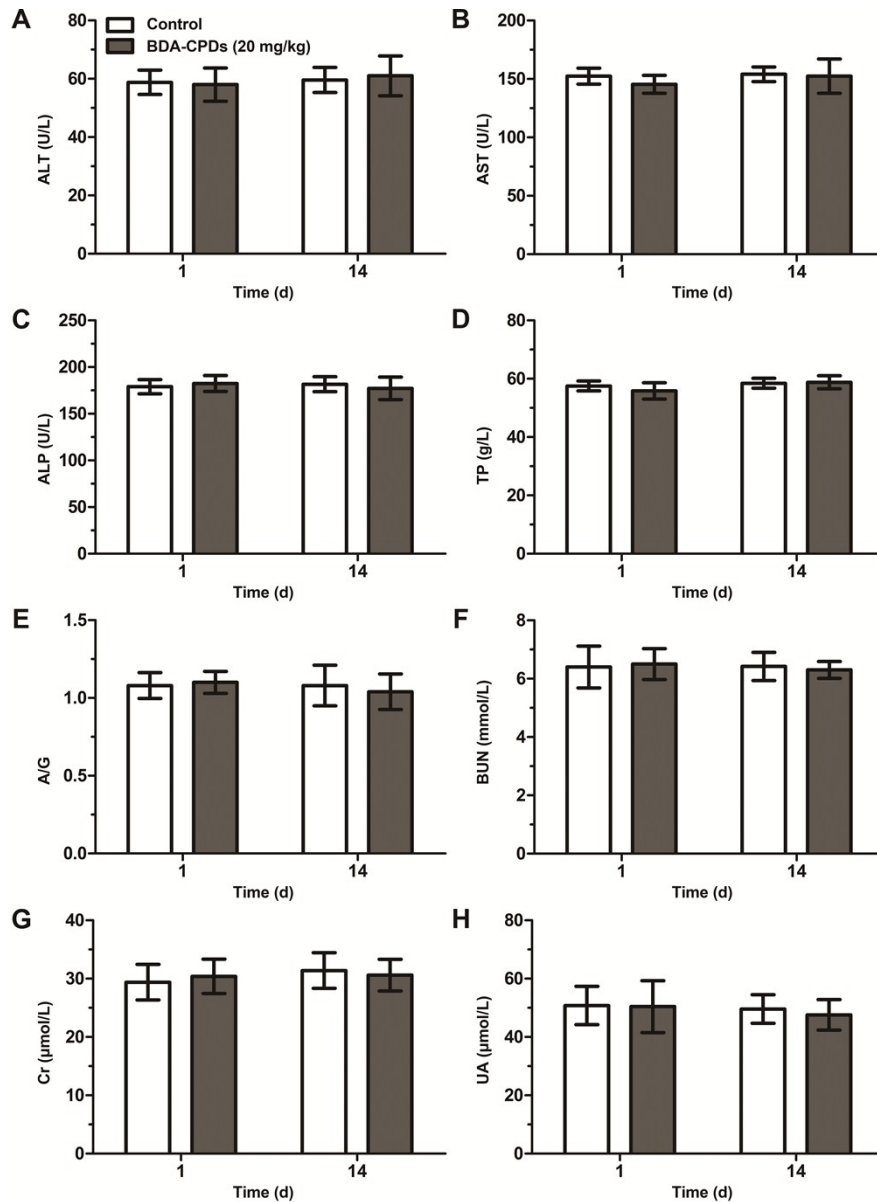 A
B
Control
BDA-CPDs (20 mg/kg)
80
60
40
20
0
ALT (U/L)
1
14
Time (d)
200
150
100
50
0
AST (U/L)
1
14
Time (d)
C
D
250
200
150
100
50
0
ALP (U/L)
1
14
Time (d)
80
60
40
20
0
TP (g/L)
1
14
Time (d)
E
F
1.5
1.0
0.5
0.0
A/G
1
14
Time (d)
8
6
4
2
0
BUN (mmol/L)
1
14
Time (d)
G
H
40
30
20
10
0
Cr (μmol/L)
1
14
Time (d)
80
60
40
20
0
UA (μmol/L)
1
14
Time (d)